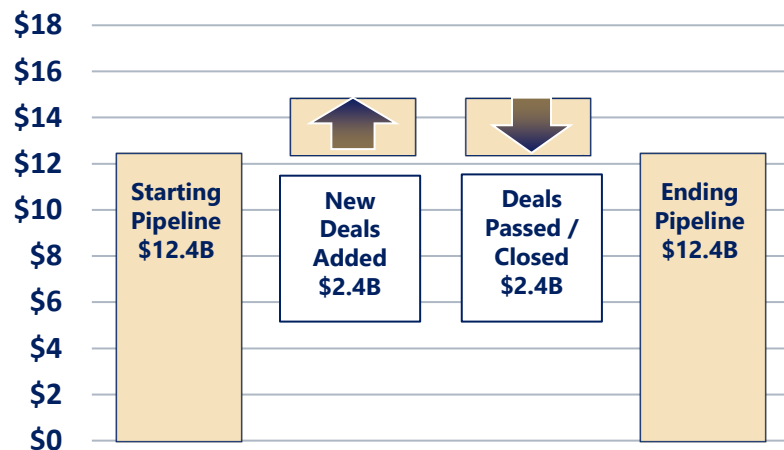 $18
$16
$14
$12
$10
$8
$6
$4
$2
$0
Starting
Pipeline
$12.4B
New
Deals
Added
$2.4B
Deals
Passed /
Closed
$2.4B
Ending
Pipeline
$12.4B